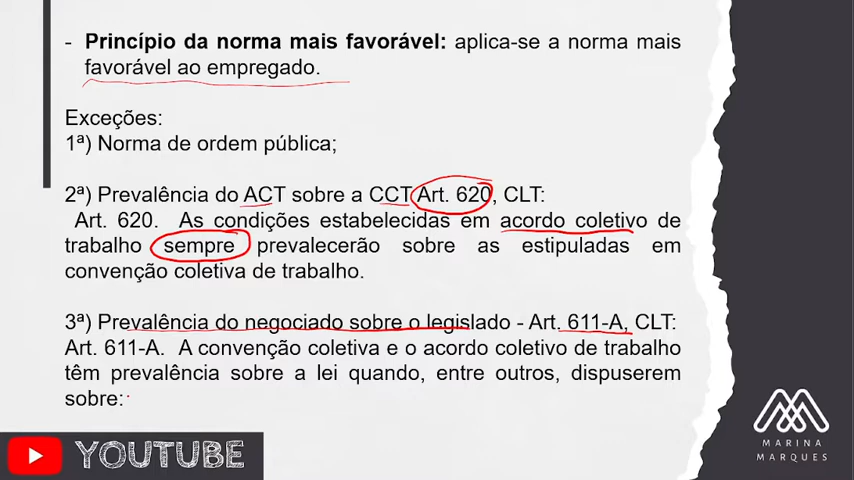 - Princípio da norma mais favorável: aplica-se a norma mais
favorável ao empregado.
Exceções:
1ª) Norma de ordem pública;
2ª) Prevalência do ACT sobre a CCT Art. 620, CLT:
Art. 620. As condições estabelecidas em acordo coletivo de
trabalho sempre prevalecerão sobre as estipuladas em
convenção coletiva de trabalho.
3ª) Prevalência do negociado sobre o legislado - Art. 611-A, CLT:
Art. 611-A. A convenção coletiva e o acordo coletivo de trabalho
têm prevalência sobre a lei quando, entre outros, dispuserem
sobre:
MARINA
MARQUES
YOUTUBE